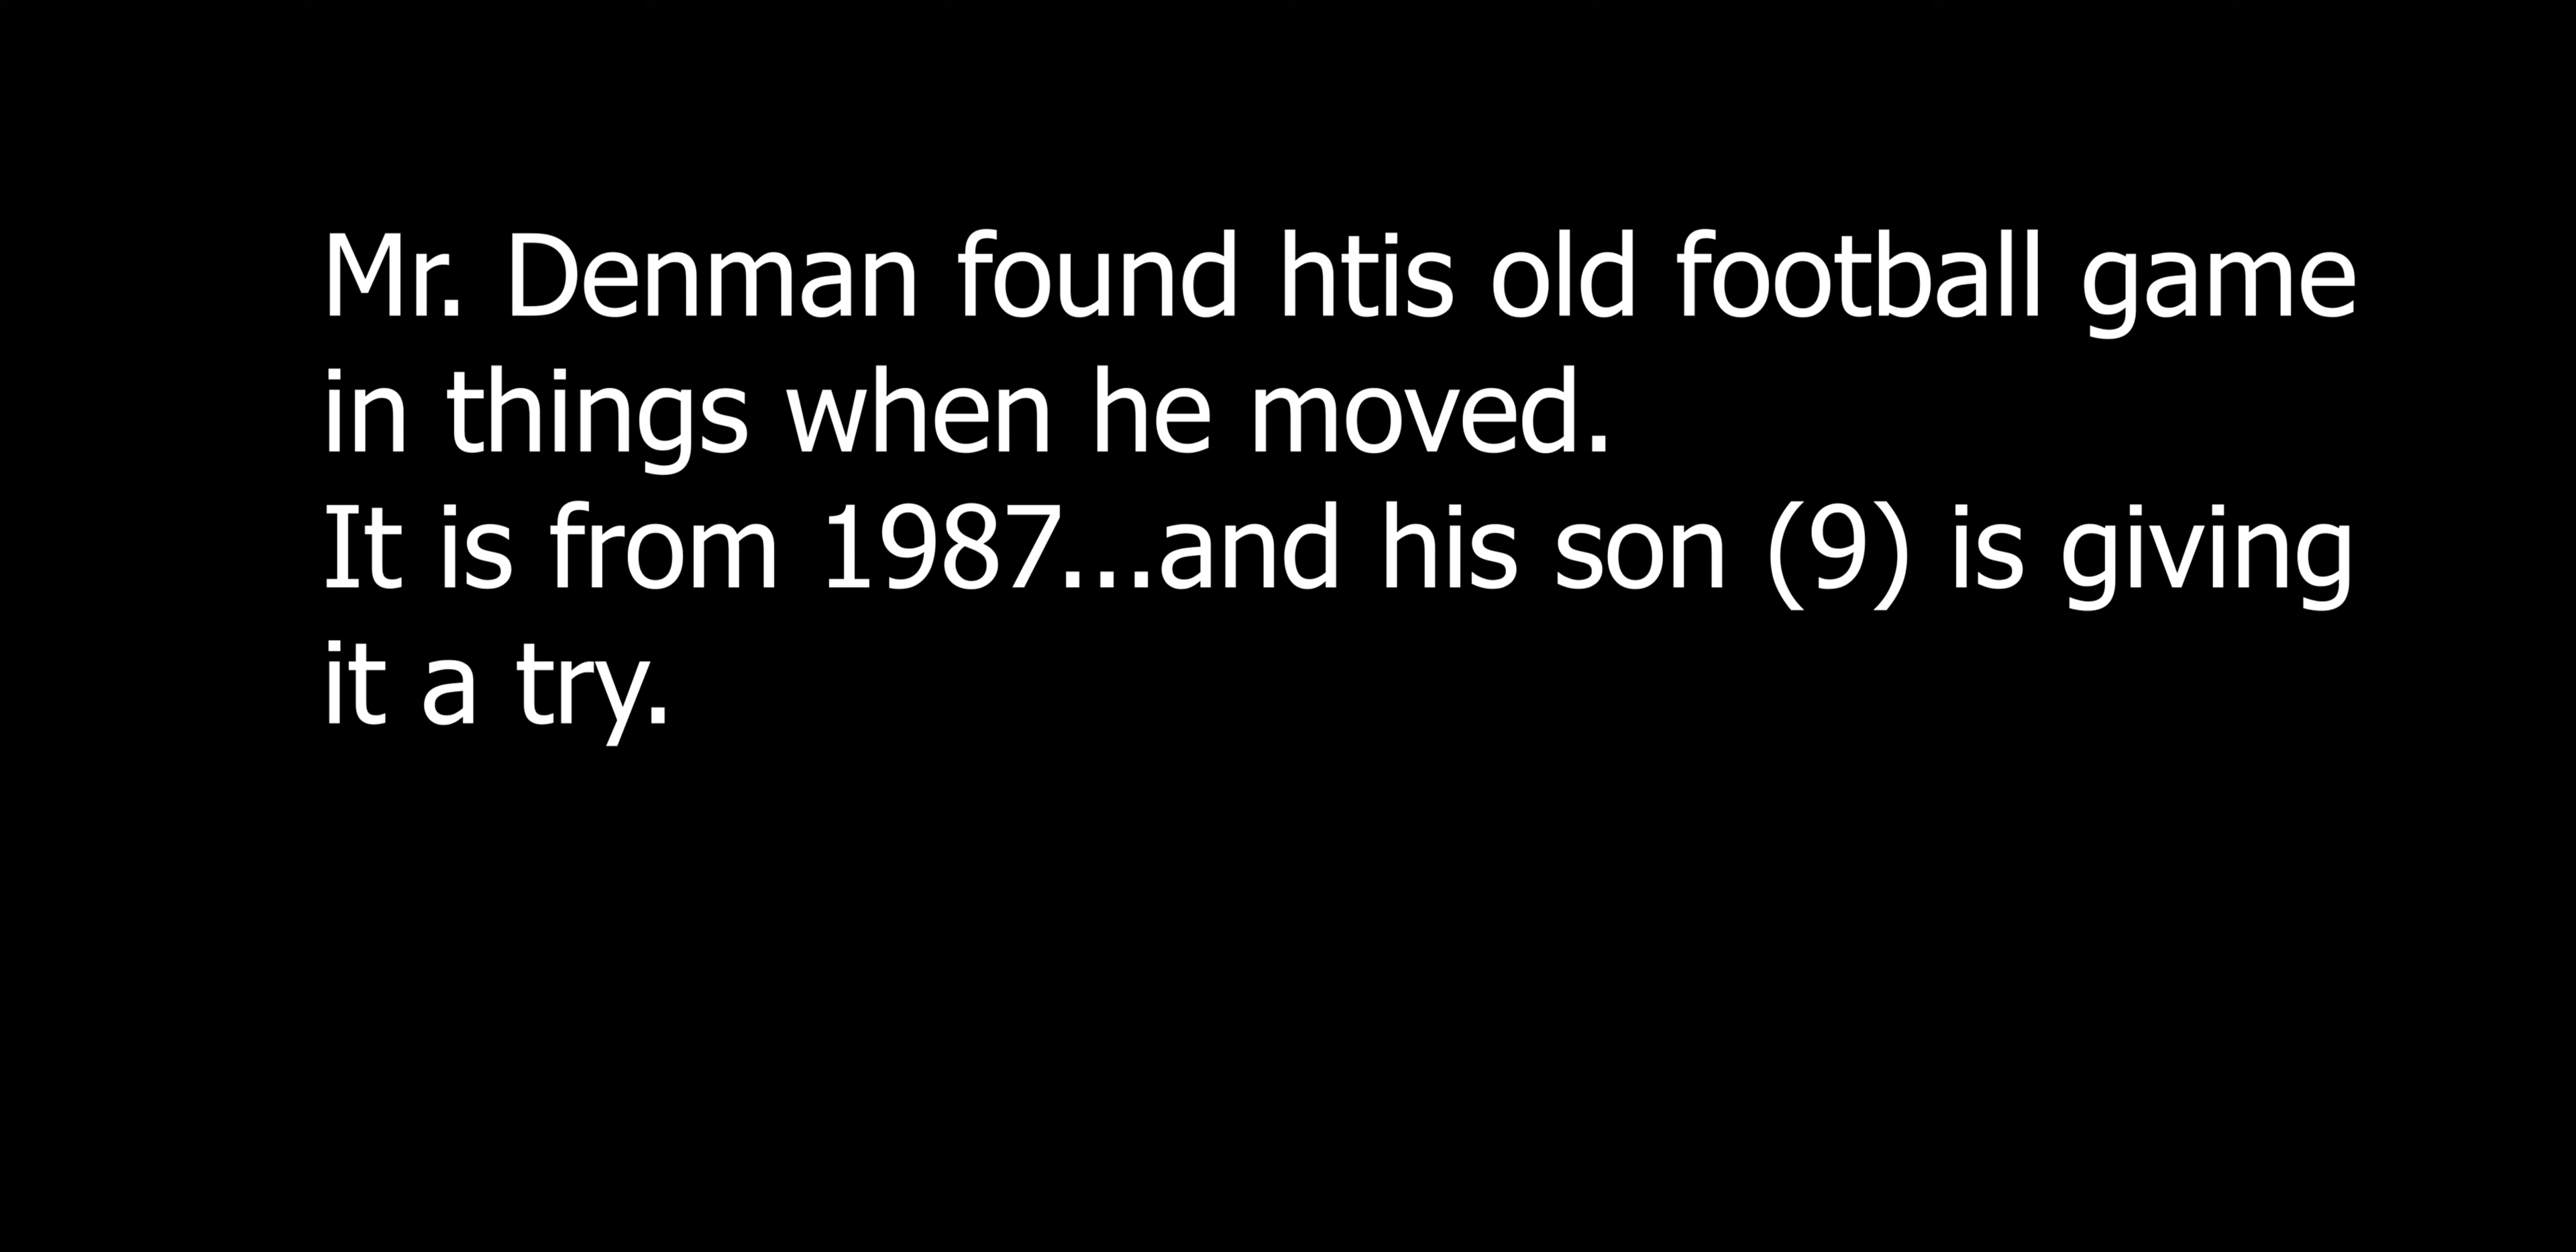 Mr. Denman found htis old football game
in things when he moved.
It is from 1987...and his son (9) is giving
it a try.